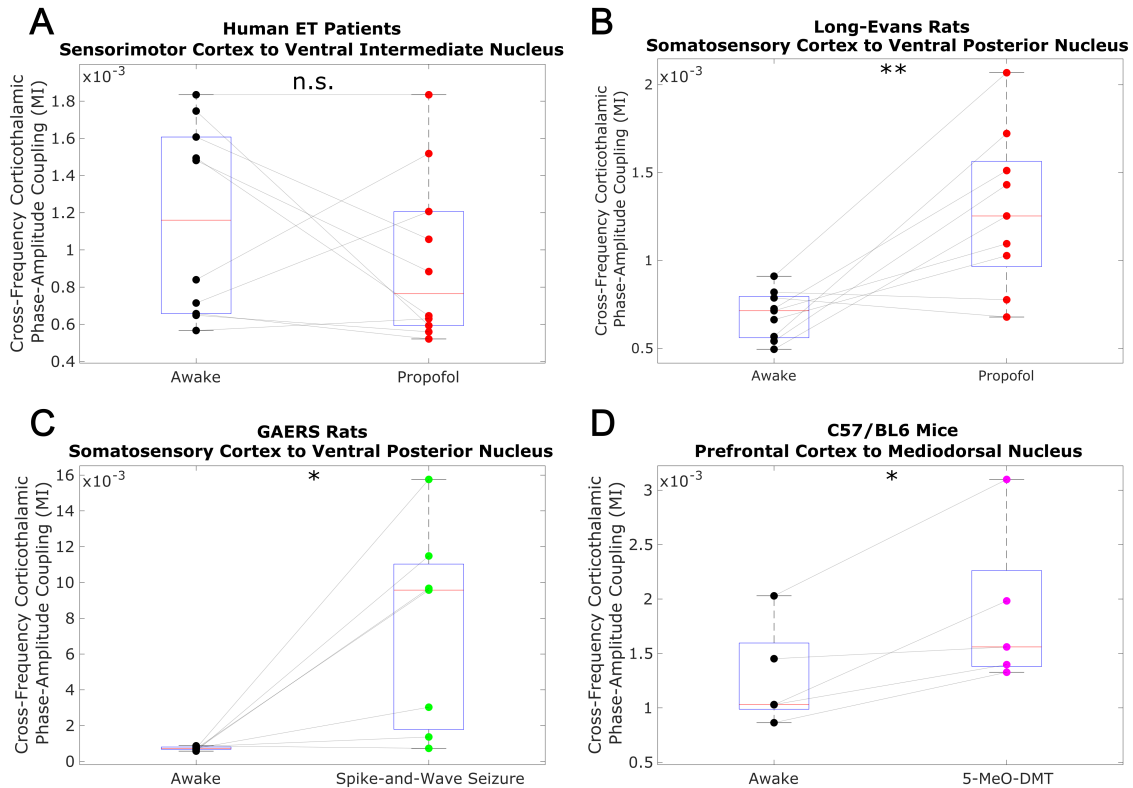 A
Human ET Patients
Sensorimotor Cortex to Ventral Intermediate Nucleus
x10-3
n.s.
1.8
1.6
1.4
1.2
1
0.8
0.6
0.4
Cross-Frequency Corticothalamic
Phase-Amplitude Coupling (MI)
Awake
Propofol
B
Long-Evans Rats
Somatosensory Cortex to Ventral Posterior Nucleus
x10-3
**
2
1.5
1
0.5
Cross-Frequency Corticothalamic
Phase-Amplitude Coupling (MI)
Awake
Propofol
C
GAERS Rats
Somatosensory Cortex to Ventral Posterior Nucleus
x10-3
*
16
14
12
10
8
6
4
2
0
Cross-Frequency Corticothalamic
Phase-Amplitude Coupling (MI)
Awake
Spike-and-Wave Seizure
D
C57/BL6 Mice
Prefrontal Cortex to Mediodorsal Nucleus
x10-3
*
3
2.5
2
1.5
1
0.5
Cross-Frequency Corticothalamic
Phase-Amplitude Coupling (MI)
Awake
5-MeO-DMT